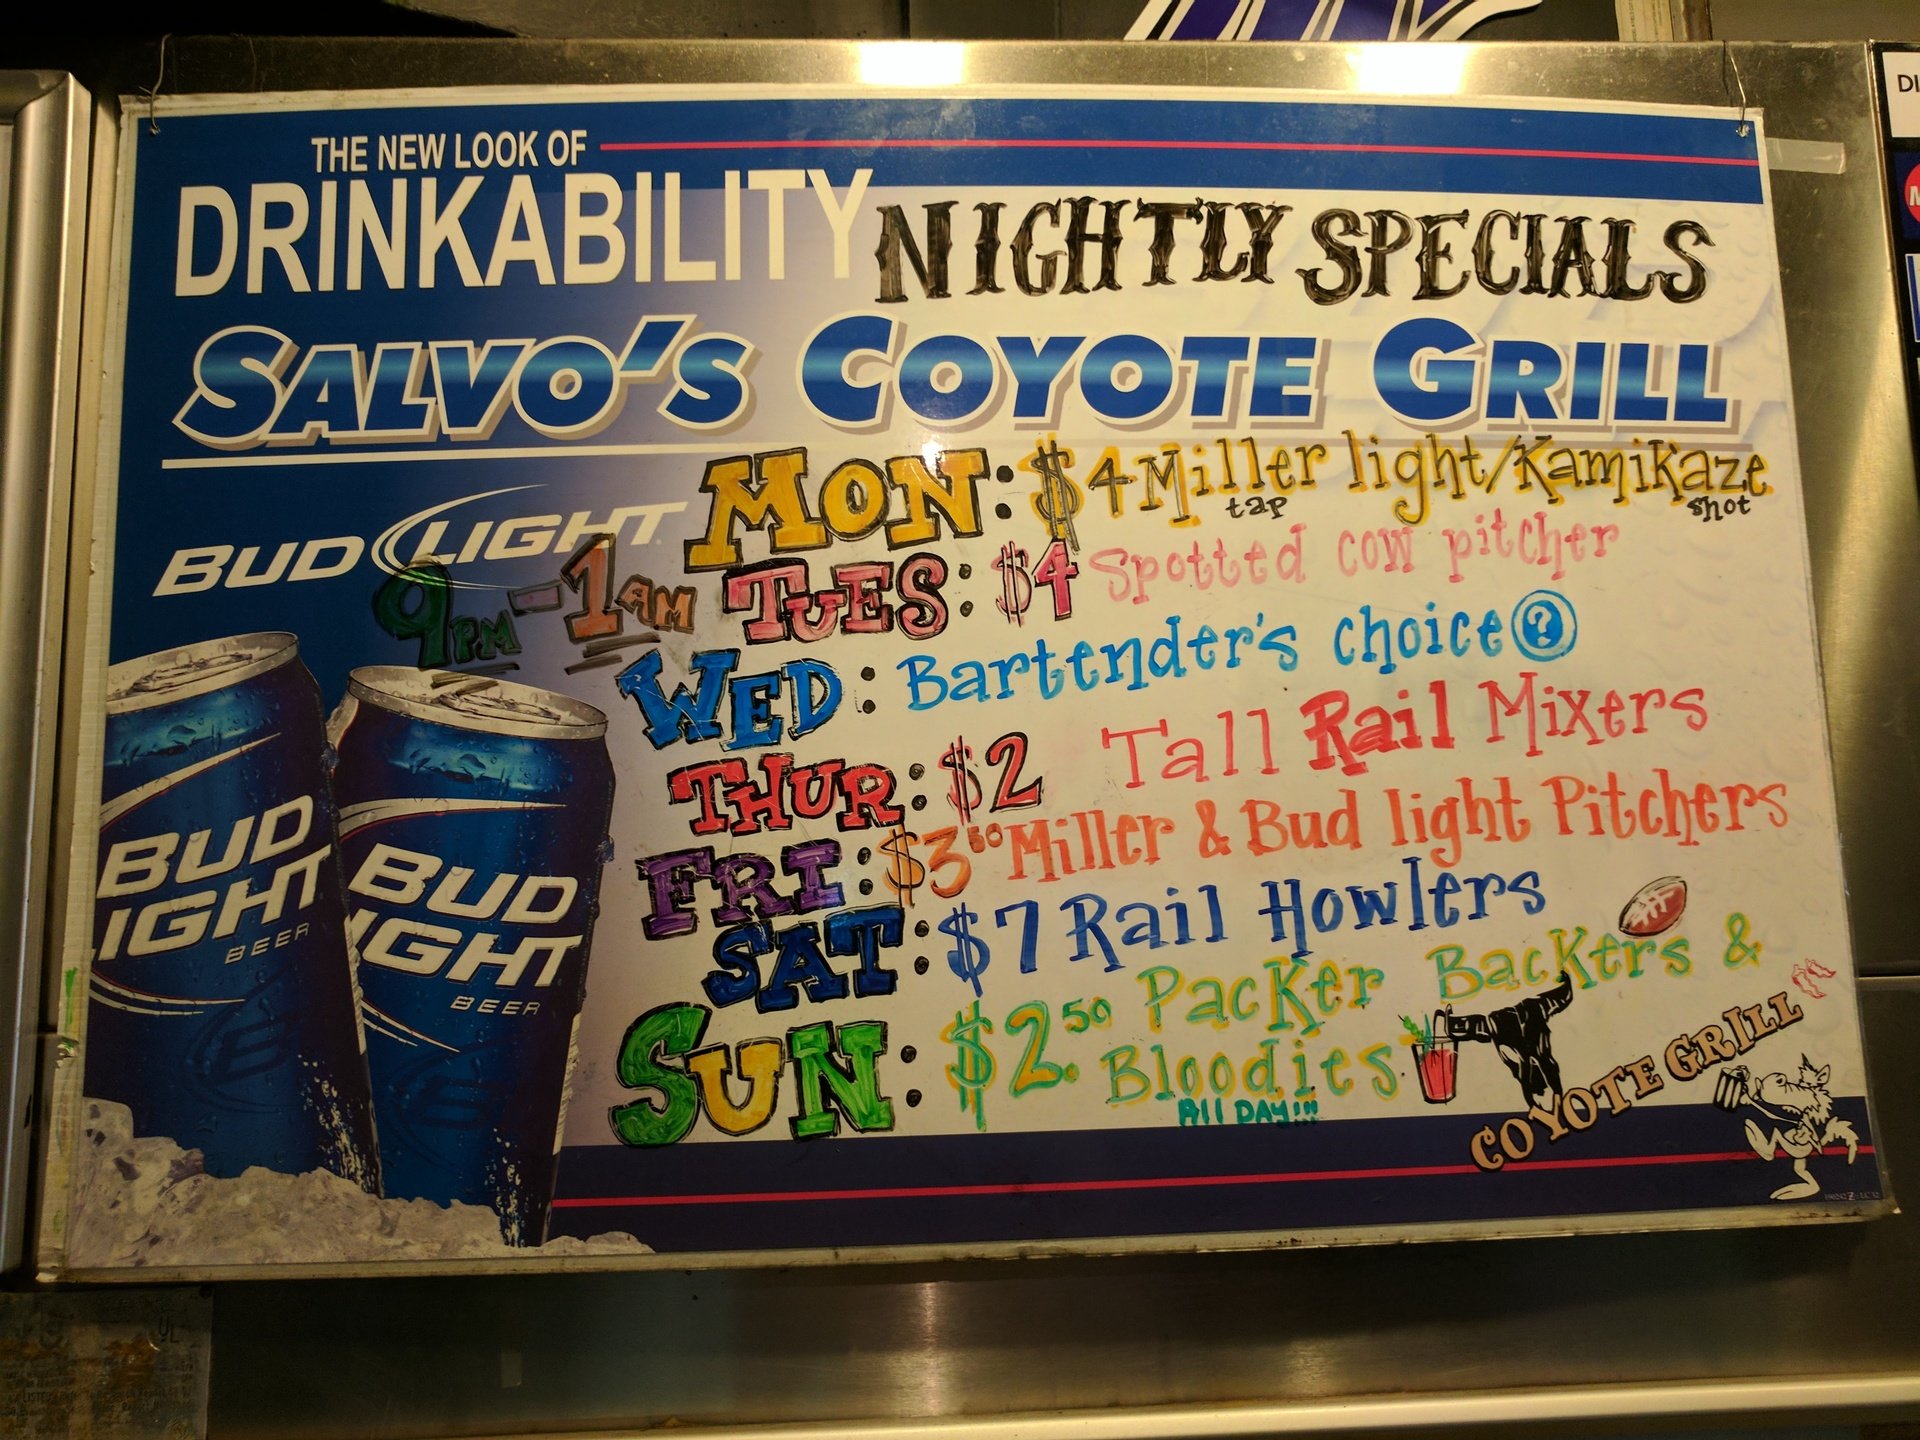 THE NEW LOOK OF
DRINKABILITY
NIGHTLY SPECIALS
SALVO'S COYOTE GRILL
BUD LIGHT
9PM-1AM
MON: $4 Miller light/Kamikaze
tap shot
TUES: $4 Spotted cow pitcher
WED: Bartender's choice ?
THUR: $2 Tall Rail Mixers
FRI: $3.50 Miller & Bud light Pitchers
SAT: $7 Rail Howlers
SUN: $2.50 Packer Backers &
Bloodies
All DAY!!!
COYOTE GRILL
BUD
IGHT
BEER
BUD
IGHT
BEER
DI